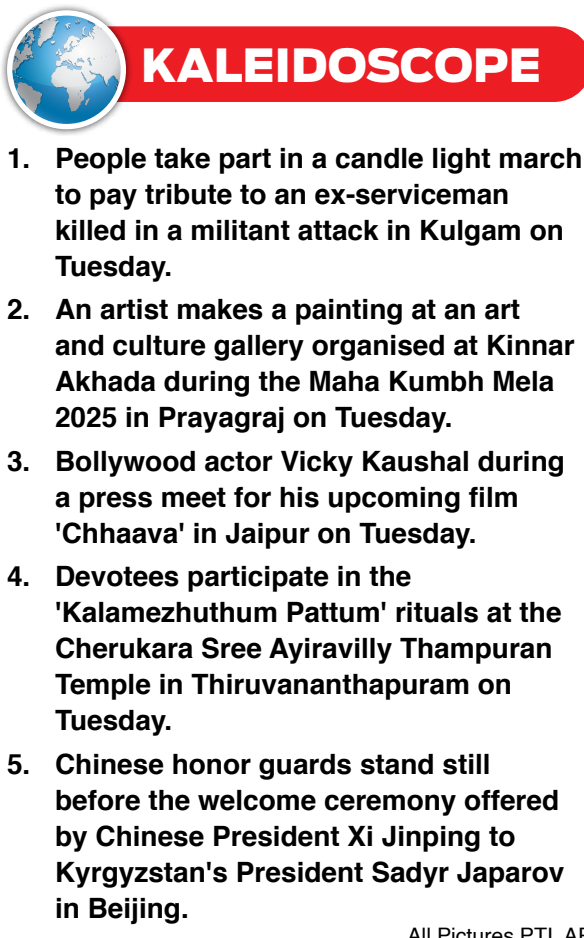 KALEIDOSCOPE
1. People take part in a candle light march
to pay tribute to an ex-serviceman
killed in a militant attack in Kulgam on
Tuesday.
2. An artist makes a painting at an art
and culture gallery organised at Kinnar
Akhada during the Maha Kumbh Mela
2025 in Prayagraj on Tuesday.
3. Bollywood actor Vicky Kaushal during
a press meet for his upcoming film
'Chhaava' in Jaipur on Tuesday.
4. Devotees participate in the
'Kalamezhuthum Pattum' rituals at the
Cherukara Sree Ayiravilly Thampuran
Temple in Thiruvananthapuram on
Tuesday.
5. Chinese honor guards stand still
before the welcome ceremony offered
by Chinese President Xi Jinping to
Kyrgyzstan's President Sadyr Japarov
in Beijing.
All Pictures PTI,